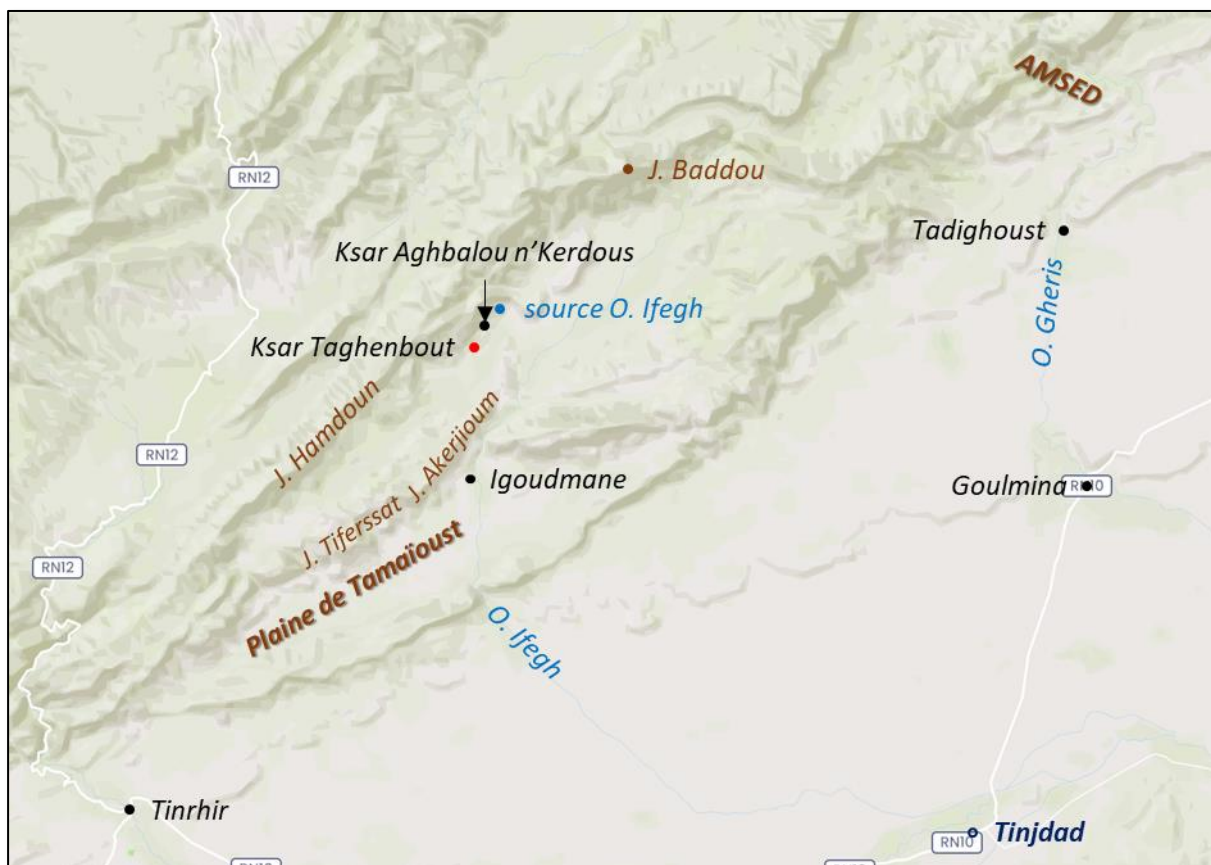 AMSED
RN12
J. Baddou
Tadighoust
Ksar Aghbalou n’Kerdous
source O. Ifegh
O. Gheris
Ksar Taghenbout
J. Hamdoun
J. Akerjioum
RN12
Igoudmane
Goulmina
RN10
J. Tiferssat
Plaine de Tamaïoust
RN12
O. Ifegh
Tinrhir
Tinjdad
RN10